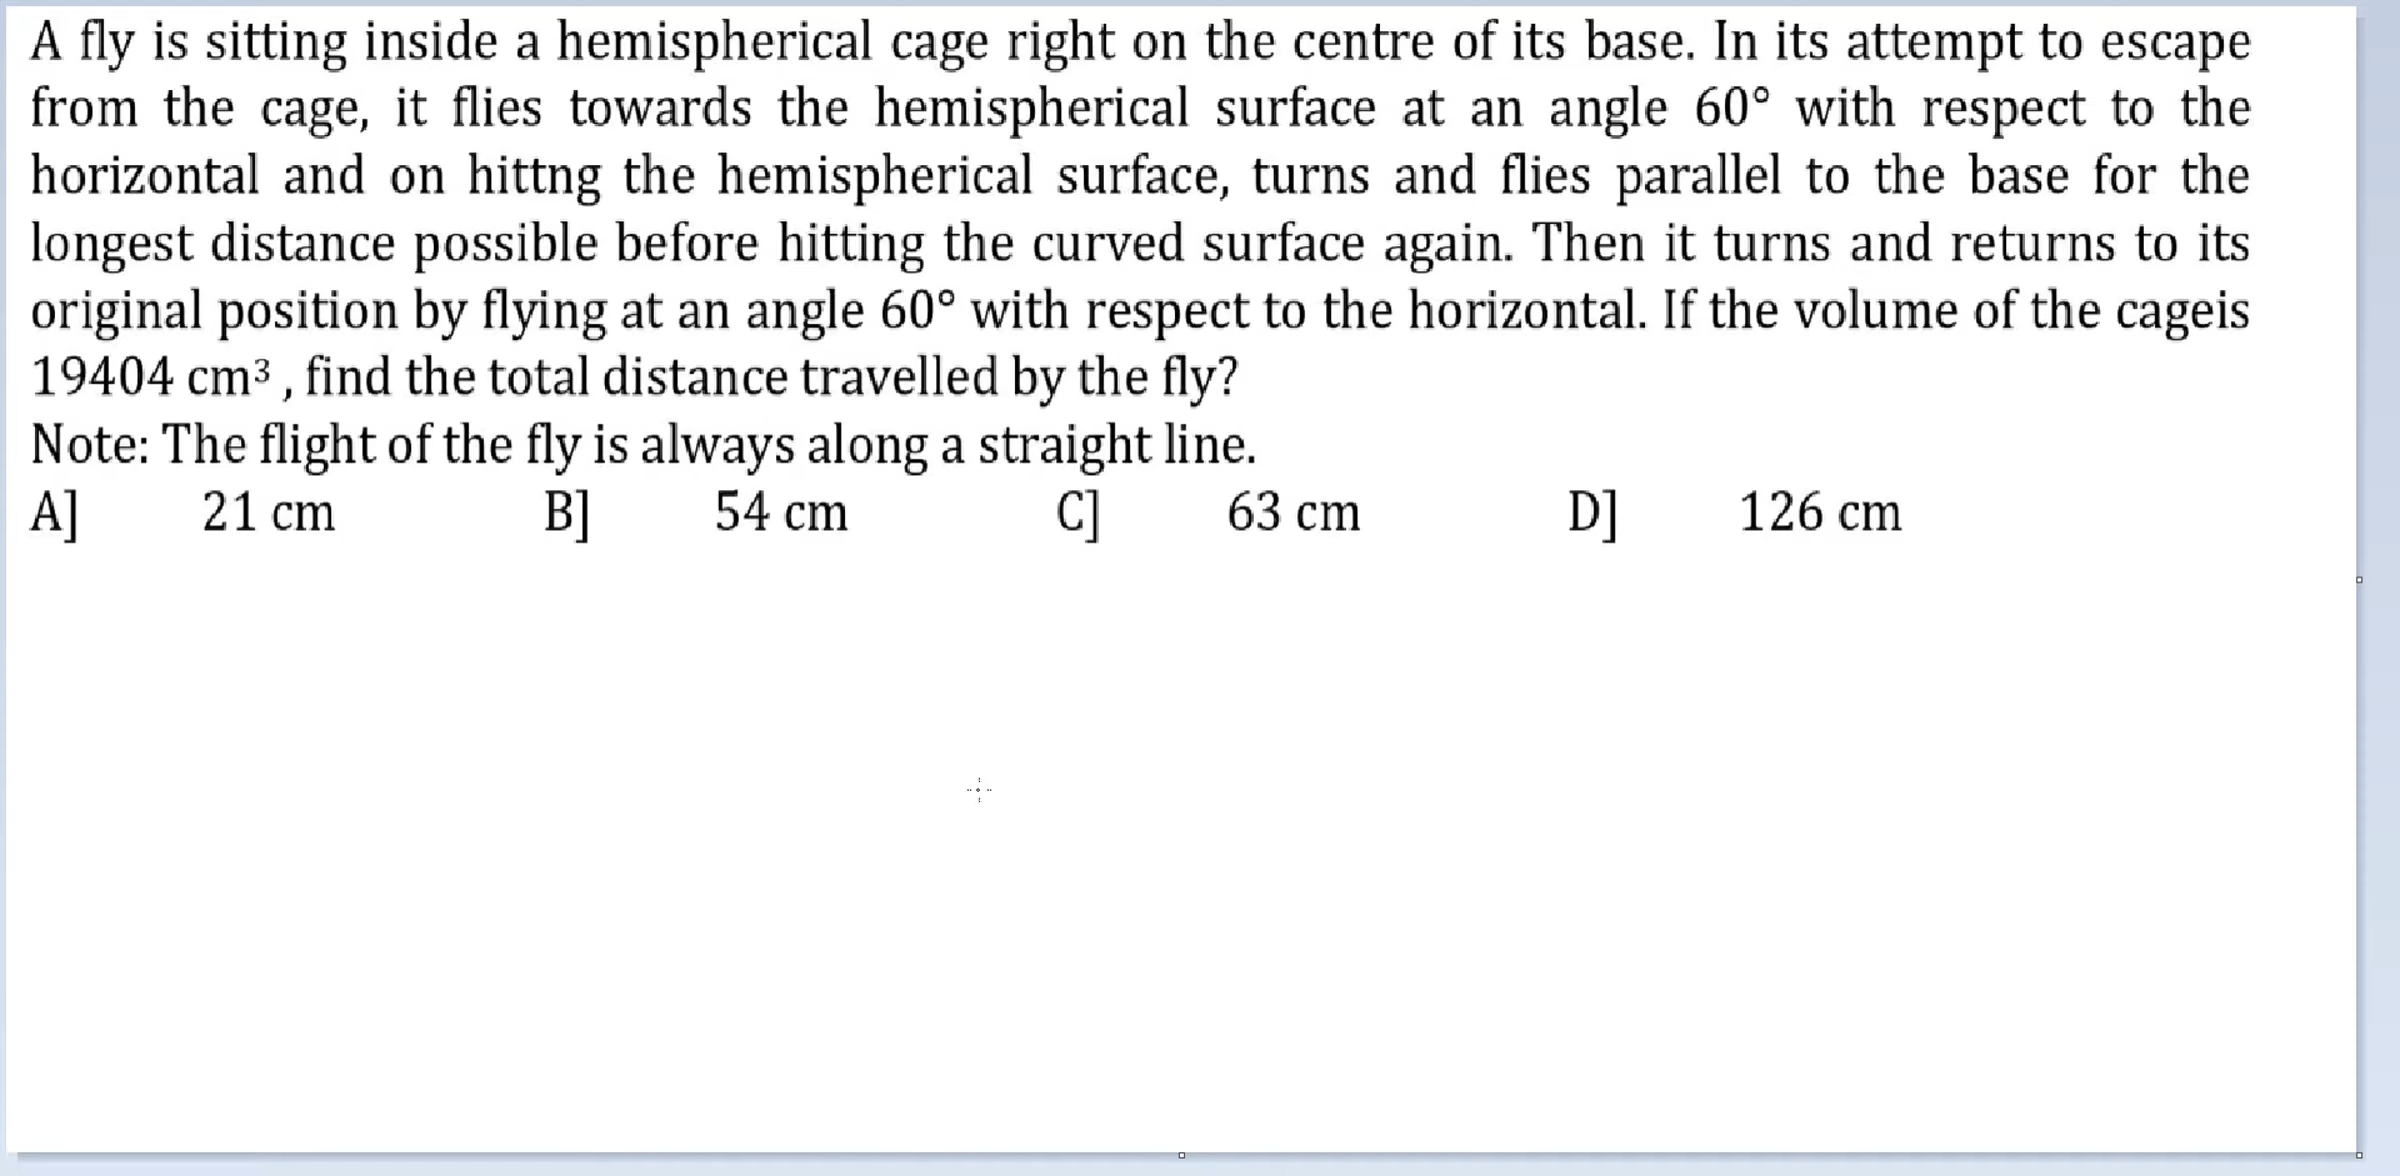 A fly is sitting inside a hemispherical cage right on the centre of its base. In its attempt to escape
from the cage, it flies towards the hemispherical surface at an angle 60° with respect to the
horizontal and on hittng the hemispherical surface, turns and flies parallel to the base for the
longest distance possible before hitting the curved surface again. Then it turns and returns to its
original position by flying at an angle 60° with respect to the horizontal. If the volume of the cageis
19404 cm³ , find the total distance travelled by the fly?
Note: The flight of the fly is always along a straight line.
A] 21 cm B] 54 cm C] 63 cm D] 126 cm